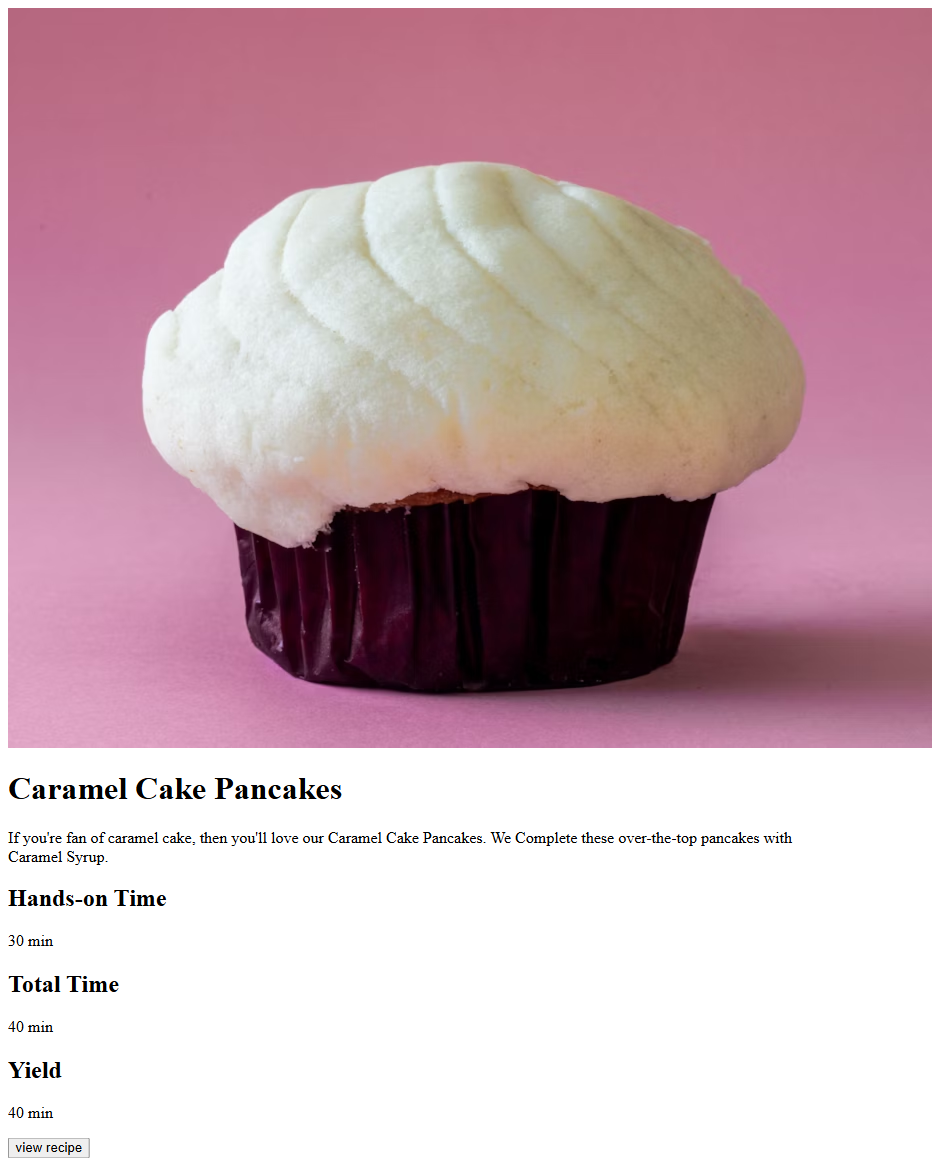 Caramel Cake Pancakes
If you're fan of caramel cake, then you'll love our Caramel Cake Pancakes. We Complete these over-the-top pancakes with
Caramel Syrup.
Hands-on Time
30 min
Total Time
40 min
Yield
40 min
view recipe